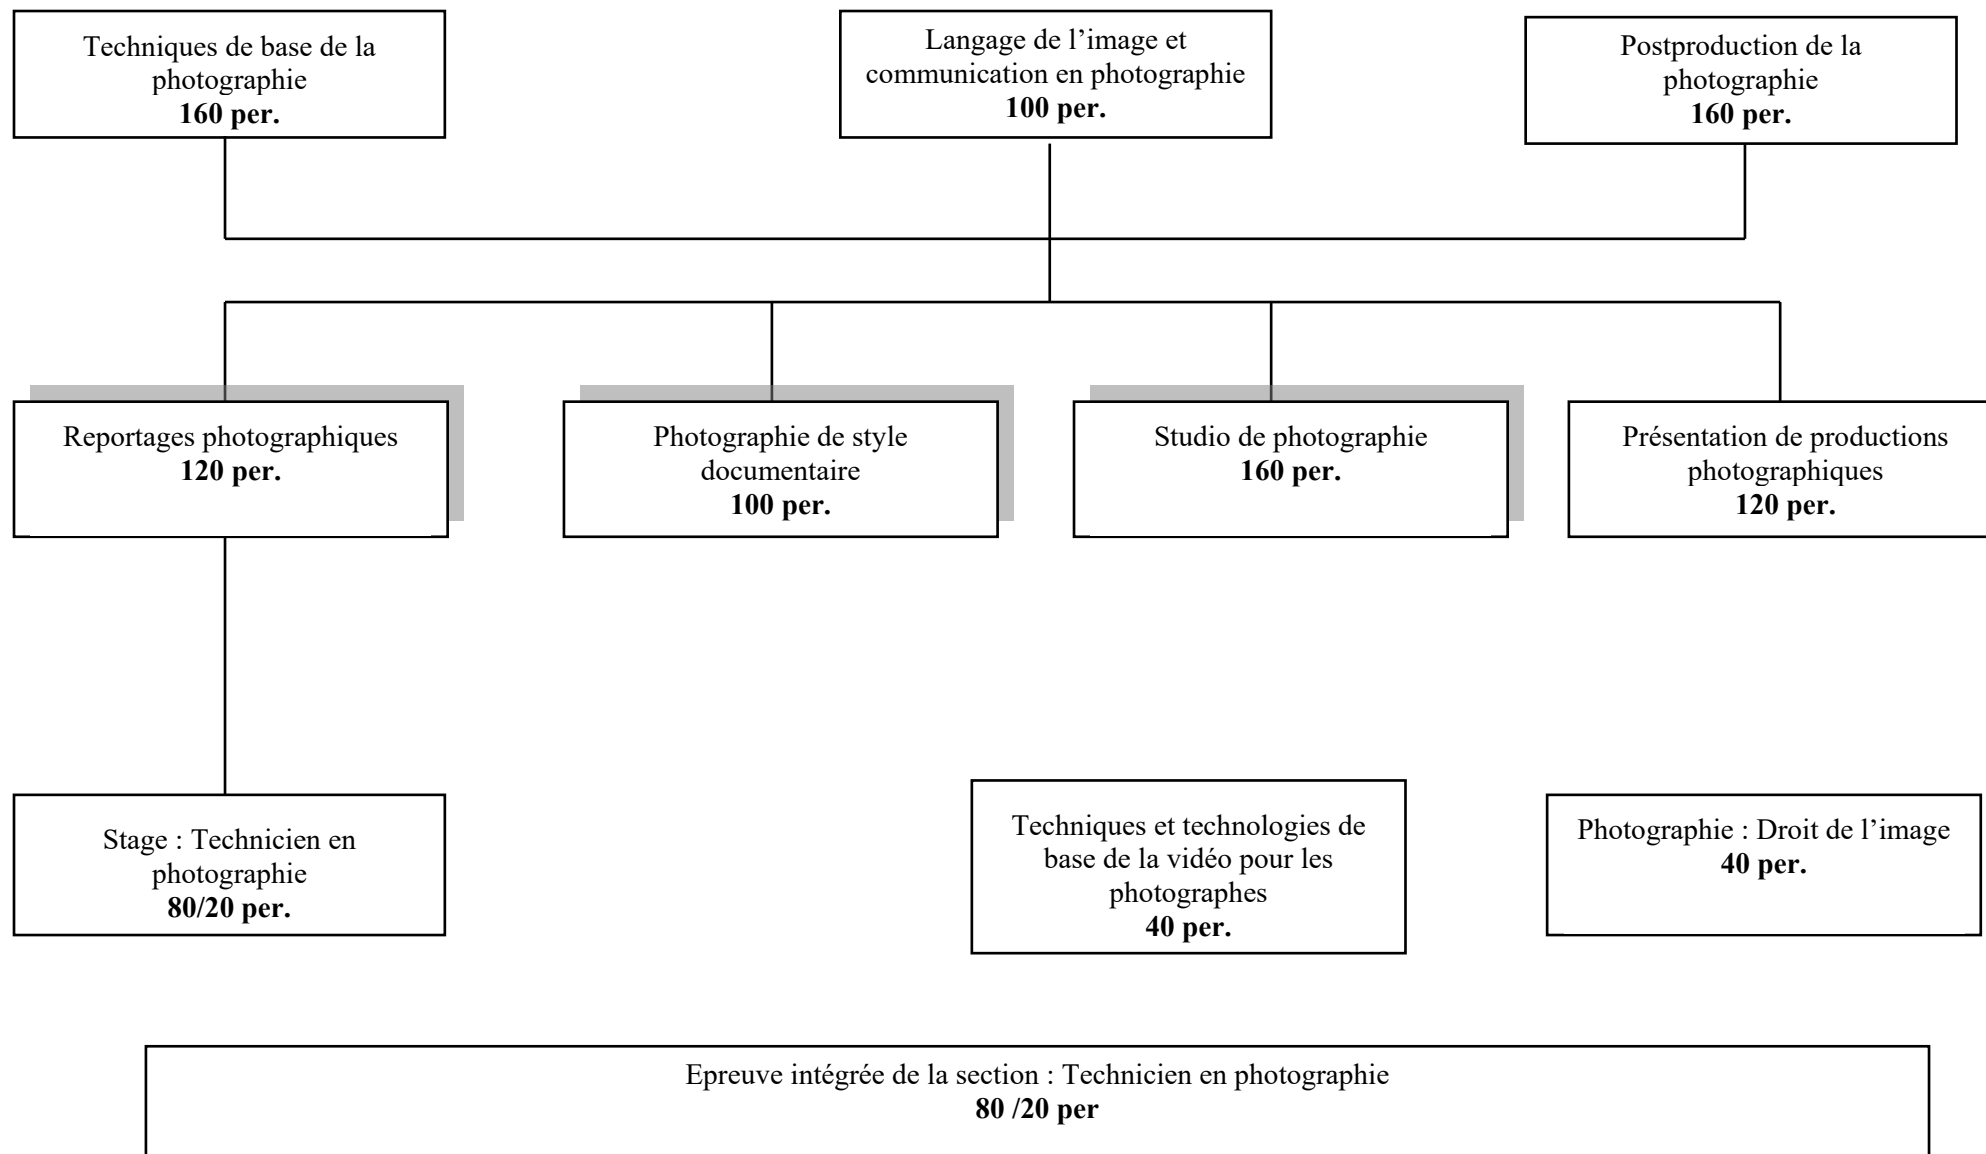 Techniques de base de la
photographie
160 per.
Langage de l’image et
communication en photographie
100 per.
Postproduction de la
photographie
160 per.
Reportages photographiques
120 per.
Photographie de style
documentaire
100 per.
Studio de photographie
160 per.
Présentation de productions
photographiques
120 per.
Stage : Technicien en
photographie
80/20 per.
Techniques et technologies de
base de la vidéo pour les
photographes
40 per.
Photographie : Droit de l’image
40 per.
Epreuve intégrée de la section : Technicien en photographie
80 /20 per